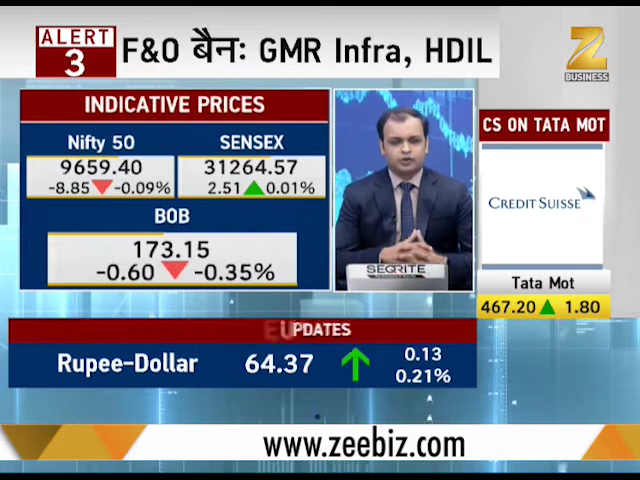 ALERT
3
F&O बैनः GMR Infra, HDIL
Z
BUSINESS
INDICATIVE PRICES
Nifty 50
9659.40
-8.85 -0.09%
SENSEX
31264.57
2.51 0.01%
BOB
173.15
-0.60 -0.35%
SEQRITE
CS ON TATA MOT
CREDIT SUISSE
Tata Mot
467.20 1.80
UPDATES
Rupee-Dollar 64.37 0.13
0.21%
www.zeebiz.com